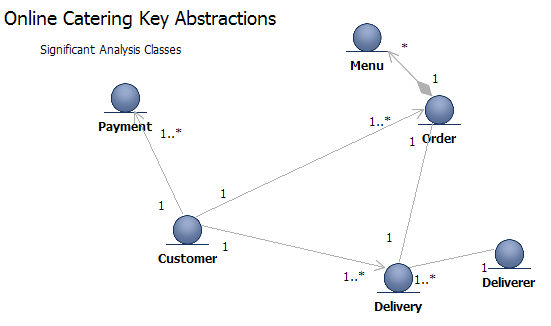 Online Catering Key Abstractions
Significant Analysis Classes
*
Menu
1
Payment
1..*
1..*
Order
1
1
1
Customer
1
1
1..*
1..*
1
Deliverer
Delivery